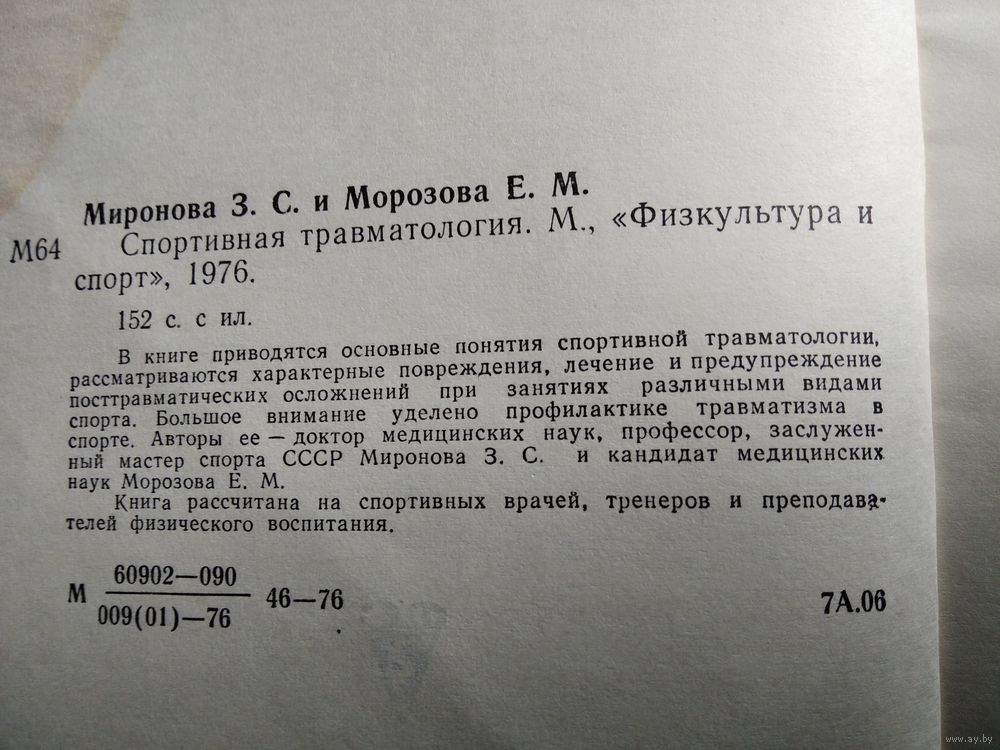 Миронова З. С. и Морозова Е. М.
М64 Спортивная травматология. М., «Физкультура и
спорт», 1976.
152 с. с ил.
В книге приводятся основные понятия спортивной травматологии,
рассматриваются характерные повреждения, лечение и предупреждение
посттравматических осложнений при занятиях различными видами
спорта. Большое внимание уделено профилактике травматизма в
спорте. Авторы ее — доктор медицинских наук, профессор, заслужен-
ный мастер спорта СССР Миронова З. С. и кандидат медицинских
наук Морозова Е. М.
Книга рассчитана на спортивных врачей, тренеров и преподава-
телей физического воспитания.
60902—090
М 46—76 7А.06
009(01)—76
www.ay.by